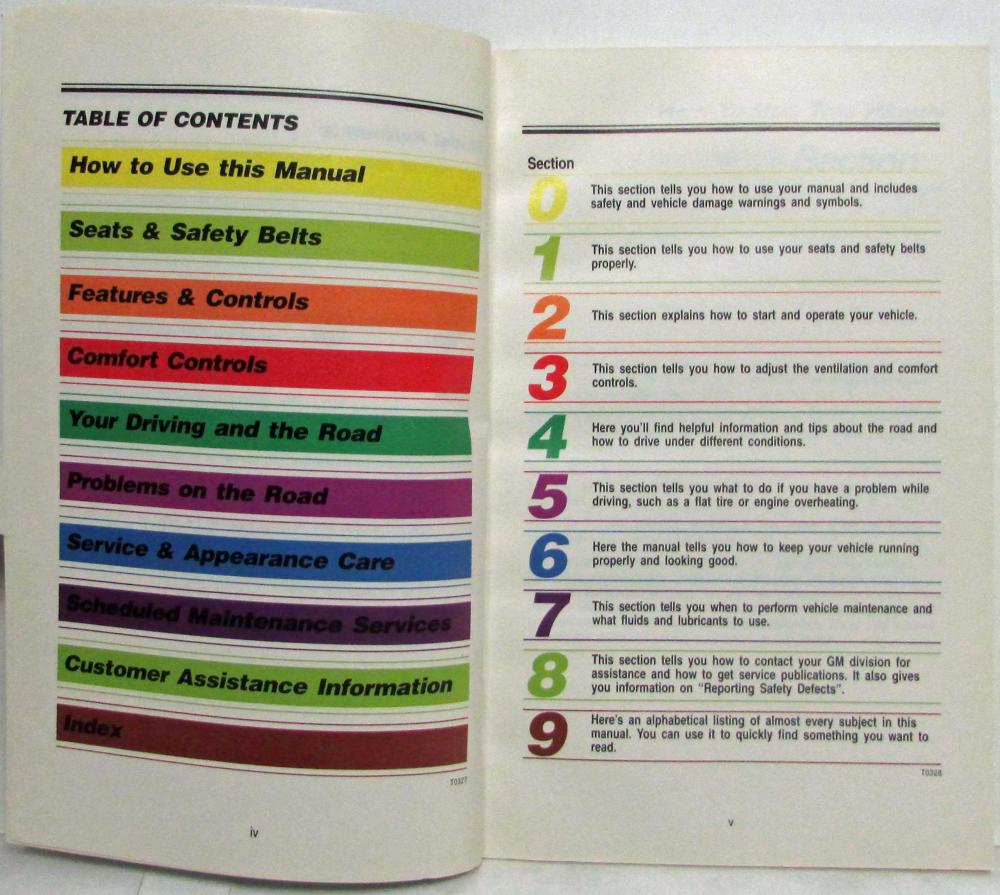 TABLE OF CONTENTS
How to Use this Manual
Seats & Safety Belts
Features & Controls
Comfort Controls
Your Driving and the Road
Problems on the Road
Service & Appearance Care
Scheduled Maintenance Services
Customer Assistance Information
Index
T0327
iv
Section
0
This section tells you how to use your manual and includes
safety and vehicle damage warnings and symbols.
1
This section tells you how to use your seats and safety belts
properly.
2
This section explains how to start and operate your vehicle.
3
This section tells you how to adjust the ventilation and comfort
controls.
4
Here you'll find helpful information and tips about the road and
how to drive under different conditions.
5
This section tells you what to do if you have a problem while
driving, such as a flat tire or engine overheating.
6
Here the manual tells you how to keep your vehicle running
properly and looking good.
7
This section tells you when to perform vehicle maintenance and
what fluids and lubricants to use.
8
This section tells you how to contact your GM division for
assistance and how to get service publications. It also gives
you information on "Reporting Safety Defects".
9
Here's an alphabetical listing of almost every subject in this
manual. You can use it to quickly find something you want to
read.
T0328
v